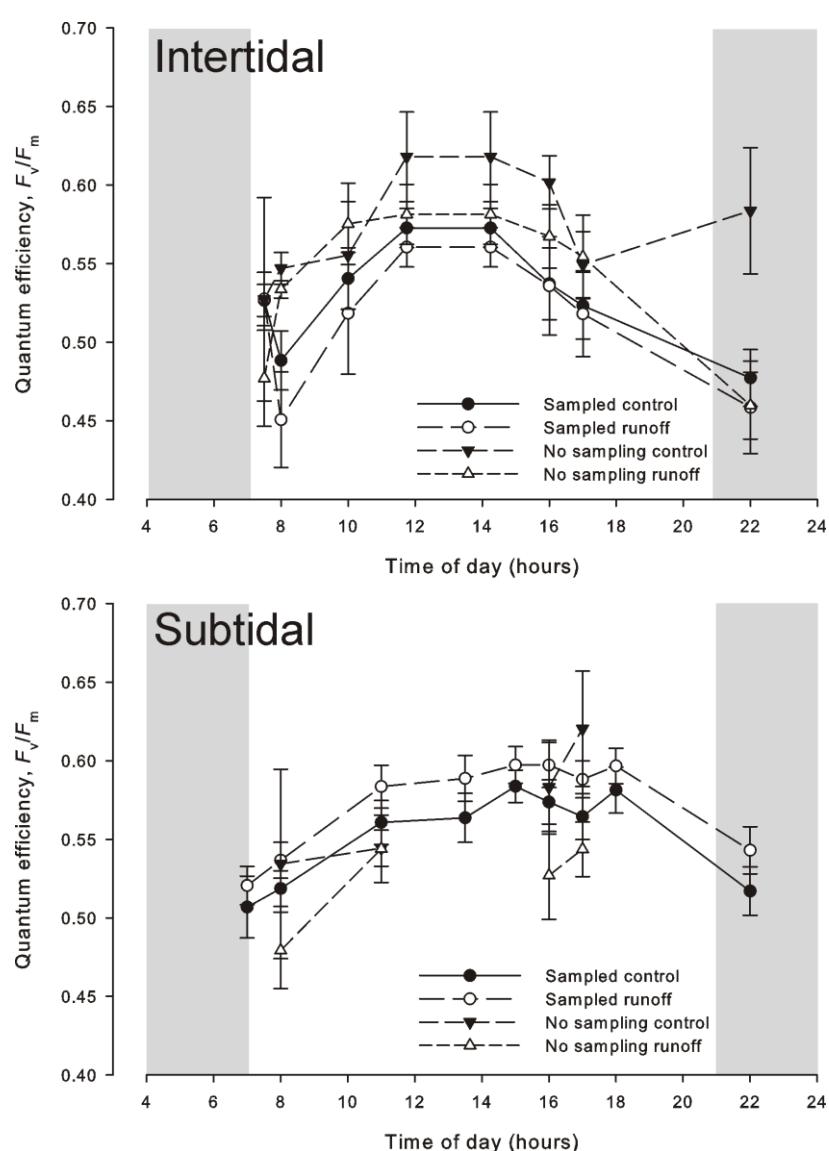 Intertidal
Quantum efficiency, Fv/Fm
0.70
0.65
0.60
0.55
0.50
0.45
0.40
Sampled control
Sampled runoff
No sampling control
No sampling runoff
4 6 8 10 12 14 16 18 20 22 24
Time of day (hours)
Subtidal
Quantum efficiency, Fv/Fm
0.70
0.65
0.60
0.55
0.50
0.45
0.40
Sampled control
Sampled runoff
No sampling control
No sampling runoff
4 6 8 10 12 14 16 18 20 22 24
Time of day (hours)